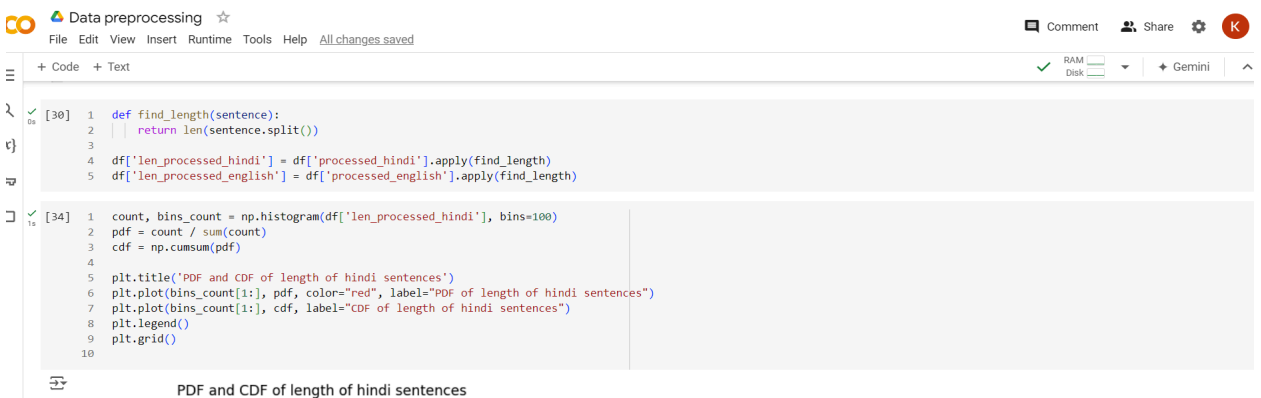 CO Data preprocessing
File Edit View Insert Runtime Tools Help All changes saved
Comment Share K
+ Code + Text
RAM
Disk
Gemini
0s [30] 1 def find_length(sentence):
2 return len(sentence.split())
3
4 df['len_processed_hindi'] = df['processed_hindi'].apply(find_length)
5 df['len_processed_english'] = df['processed_english'].apply(find_length)
1s [34] 1 count, bins_count = np.histogram(df['len_processed_hindi'], bins=100)
2 pdf = count / sum(count)
3 cdf = np.cumsum(pdf)
4
5 plt.title('PDF and CDF of length of hindi sentences')
6 plt.plot(bins_count[1:], pdf, color="red", label="PDF of length of hindi sentences")
7 plt.plot(bins_count[1:], cdf, label="CDF of length of hindi sentences")
8 plt.legend()
9 plt.grid()
10
PDF and CDF of length of hindi sentences